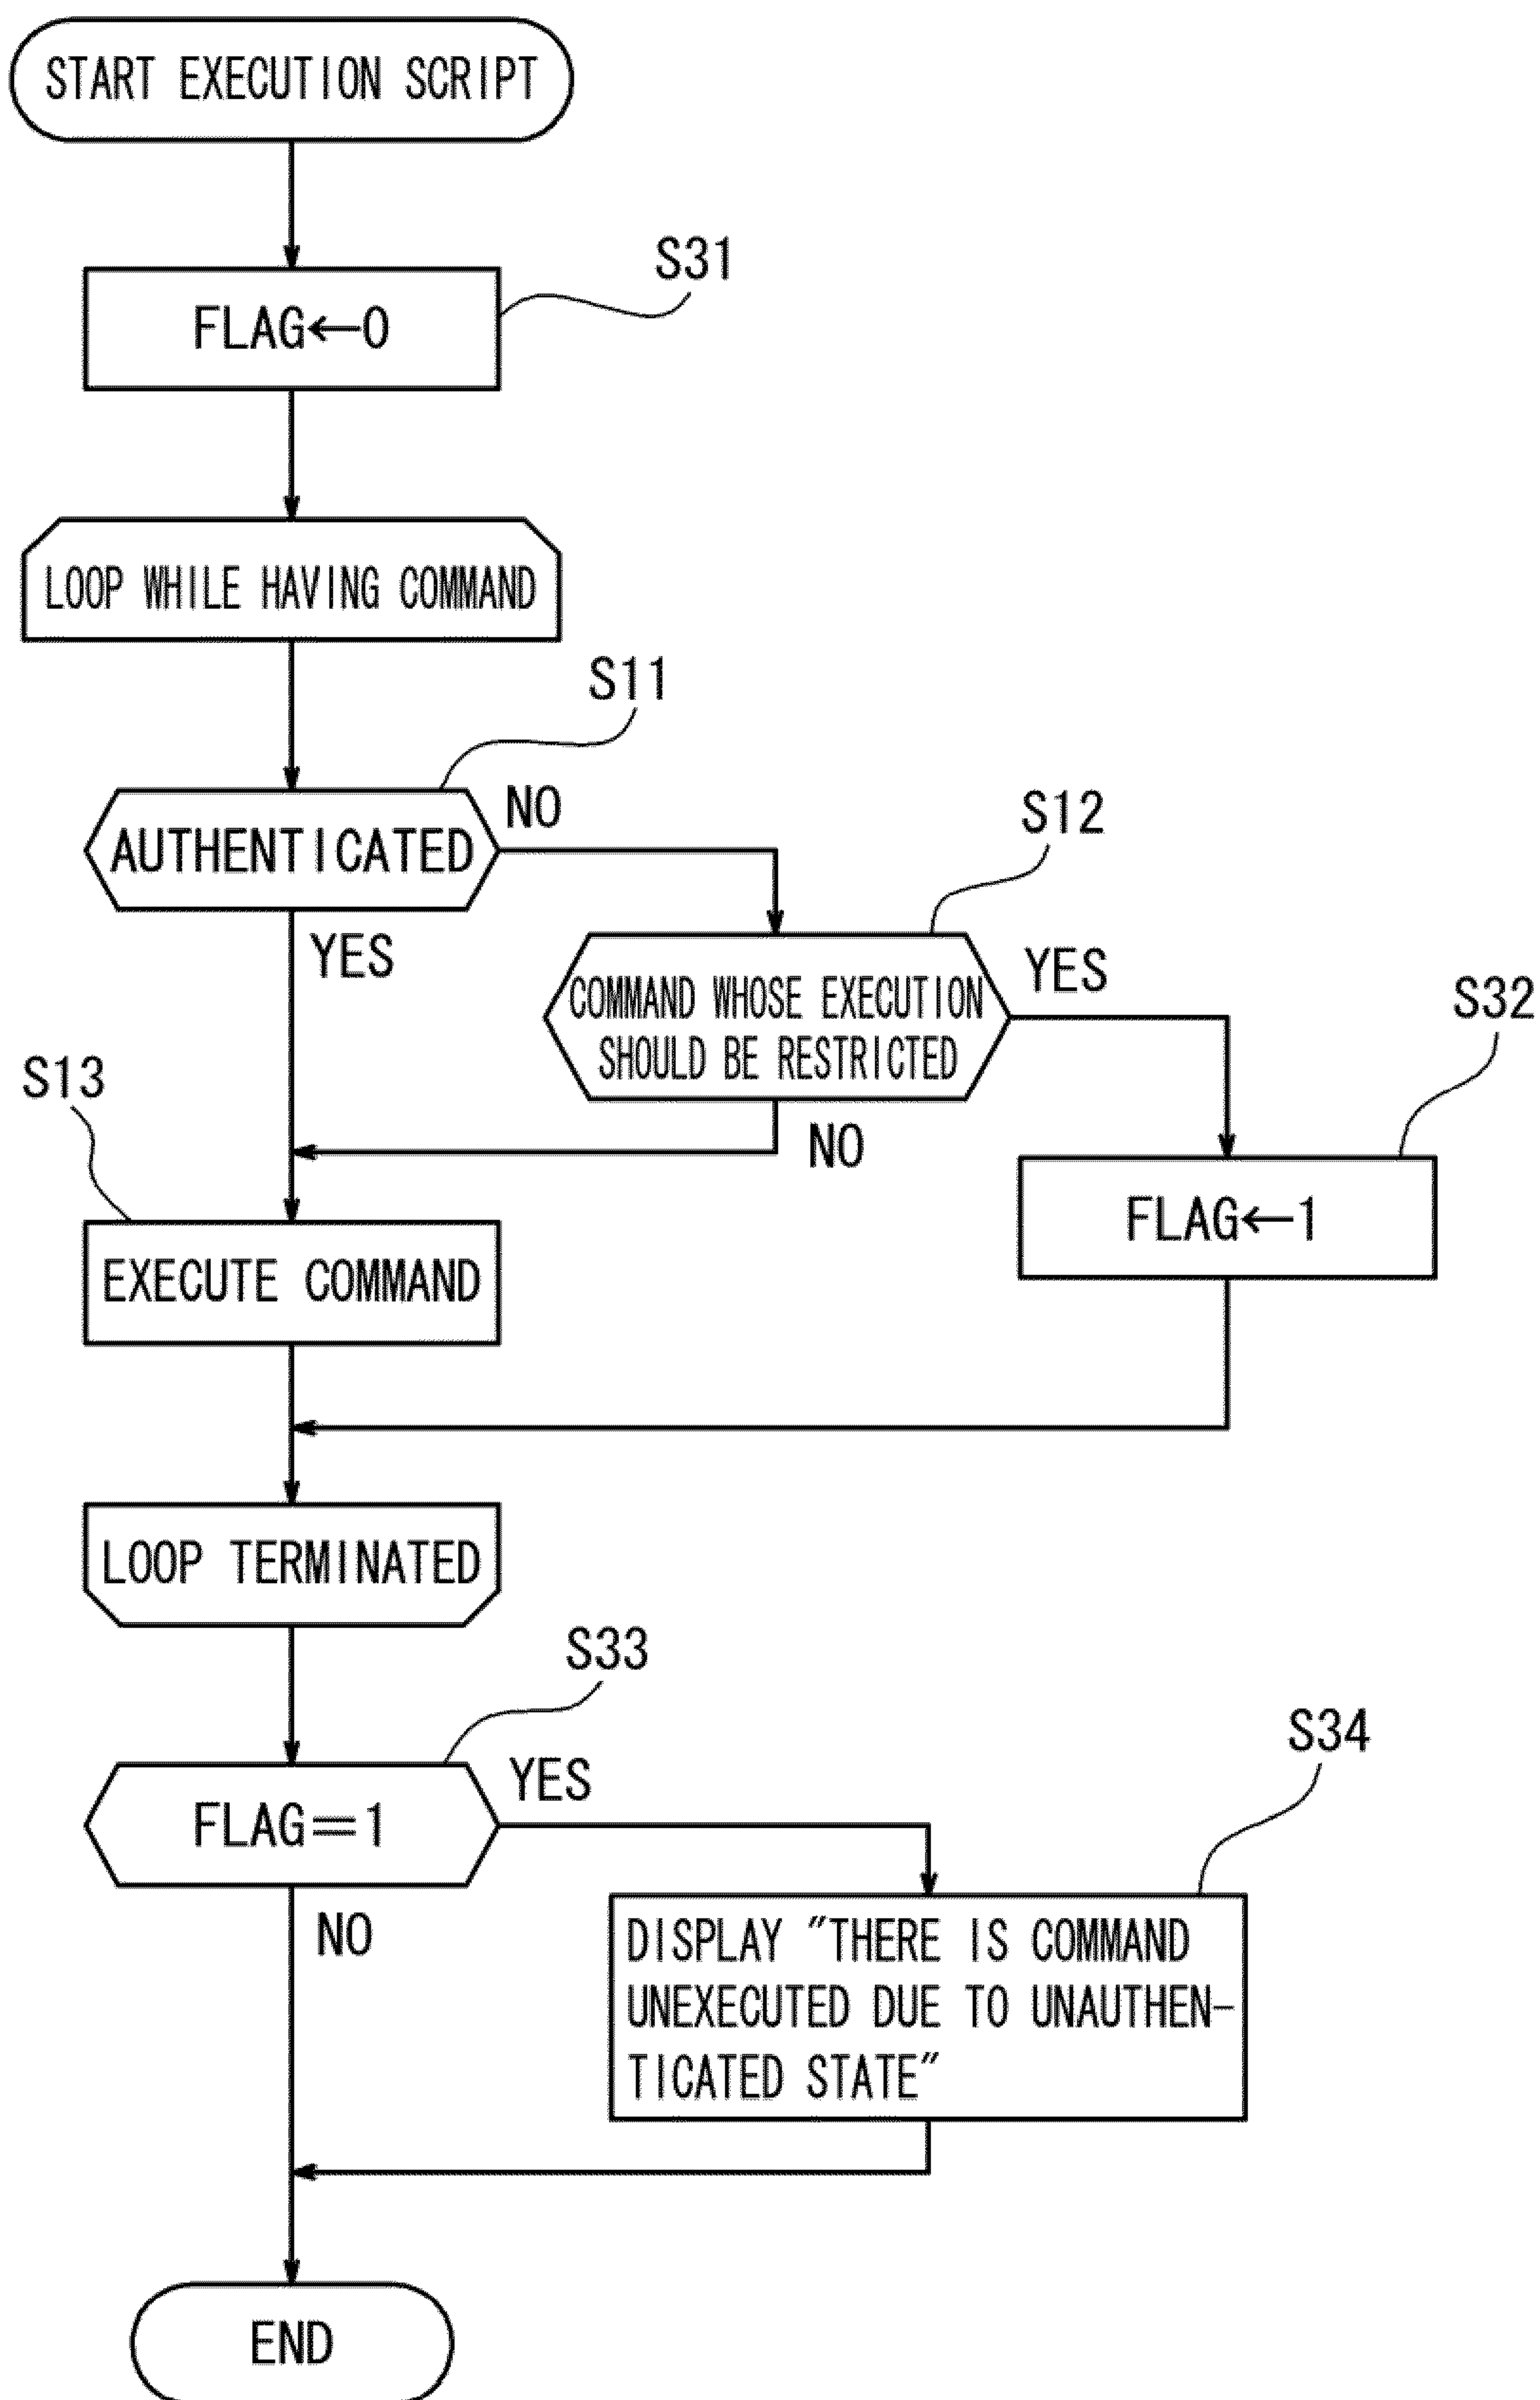 START EXECUTION SCRIPT
S31
FLAG←0
LOOP WHILE HAVING COMMAND
S11
AUTHENTICATED
NO
S12
YES
COMMAND WHOSE EXECUTION
SHOULD BE RESTRICTED
YES
S32
S13
NO
FLAG←1
EXECUTE COMMAND
LOOP TERMINATED
S33
FLAG=1
YES
S34
NO
DISPLAY "THERE IS COMMAND
UNEXECUTED DUE TO UNAUTHEN-
TICATED STATE"
END